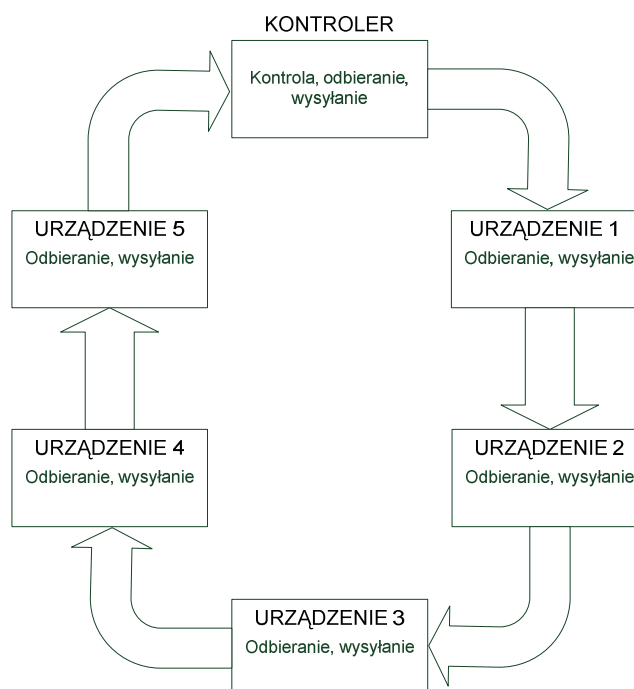 KONTROLER
Kontrola, odbieranie,
wysyłanie
URZĄDZENIE 5
Odbieranie, wysyłanie
URZĄDZENIE 1
Odbieranie, wysyłanie
URZĄDZENIE 4
Odbieranie, wysyłanie
URZĄDZENIE 2
Odbieranie, wysyłanie
URZĄDZENIE 3
Odbieranie, wysyłanie